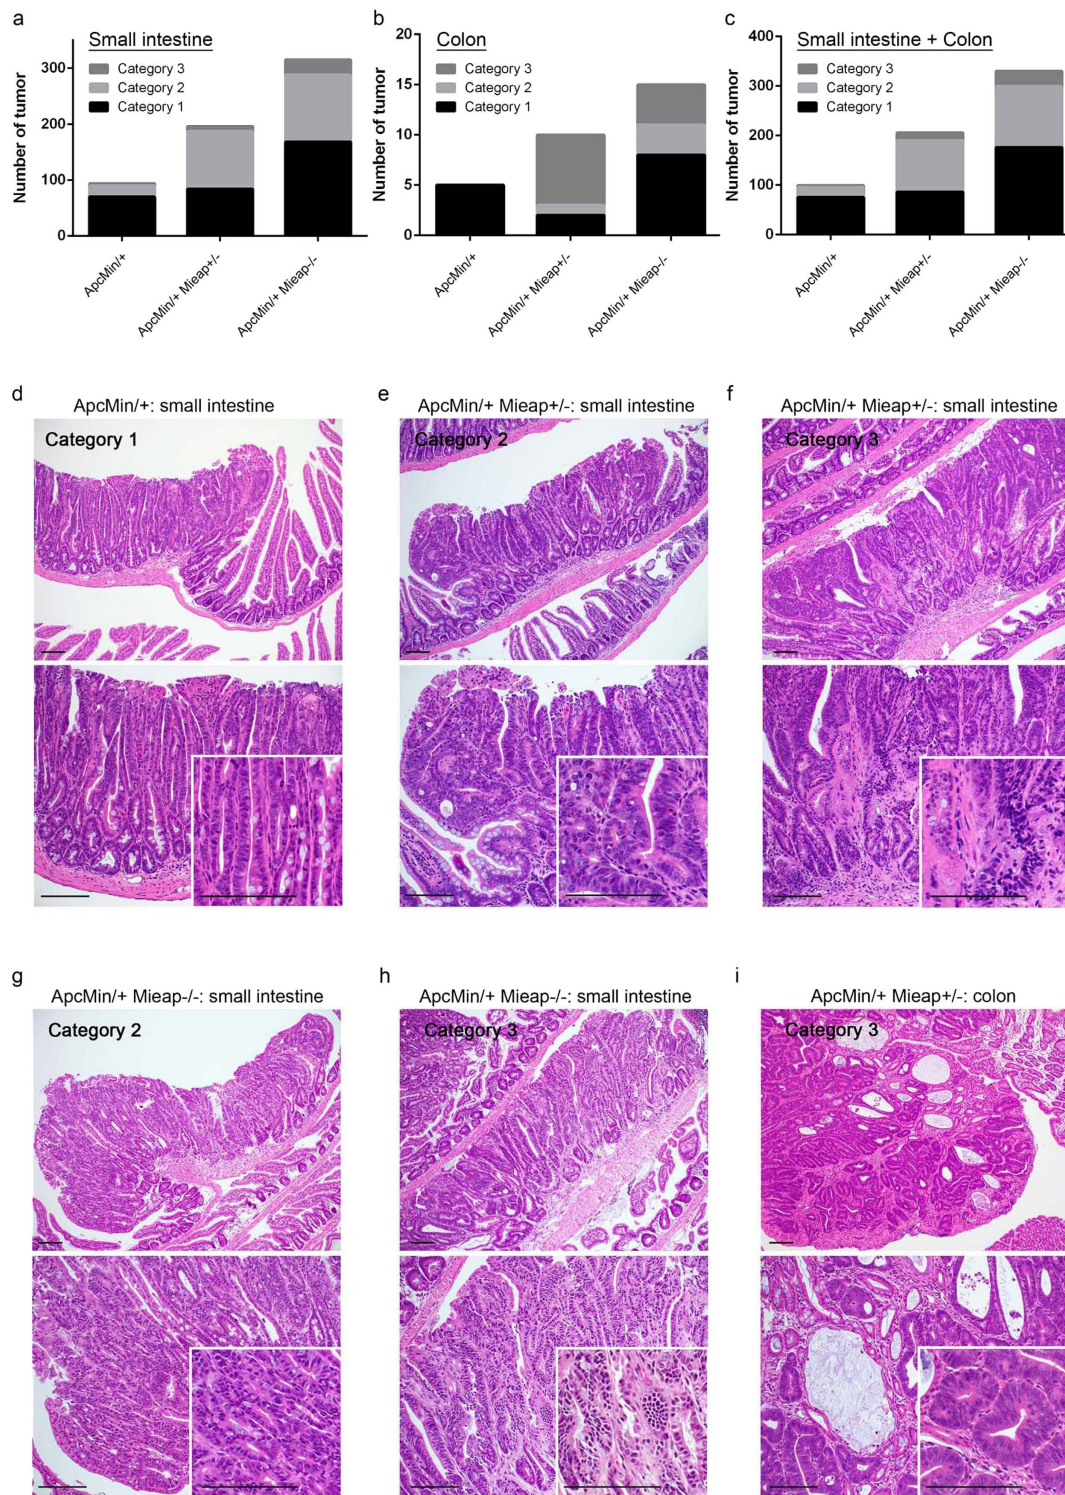 a
Small intestine
Number of tumor
300
200
100
0
Category 3
Category 2
Category 1
ApcMin/+
ApcMin/+ Mieap+/-
ApcMin/+ Mieap-/-
b
Colon
Number of tumor
20
15
10
5
0
Category 3
Category 2
Category 1
ApcMin/+
ApcMin/+ Mieap+/-
ApcMin/+ Mieap-/-
c
Small intestine + Colon
Number of tumor
400
300
200
100
0
Category 3
Category 2
Category 1
ApcMin/+
ApcMin/+ Mieap+/-
ApcMin/+ Mieap-/-
d
ApcMin/+: small intestine
Category 1
e
ApcMin/+ Mieap+/-: small intestine
Category 2
f
ApcMin/+ Mieap+/-: small intestine
Category 3
g
ApcMin/+ Mieap-/-: small intestine
Category 2
h
ApcMin/+ Mieap-/-: small intestine
Category 3
i
ApcMin/+ Mieap+/-: colon
Category 3